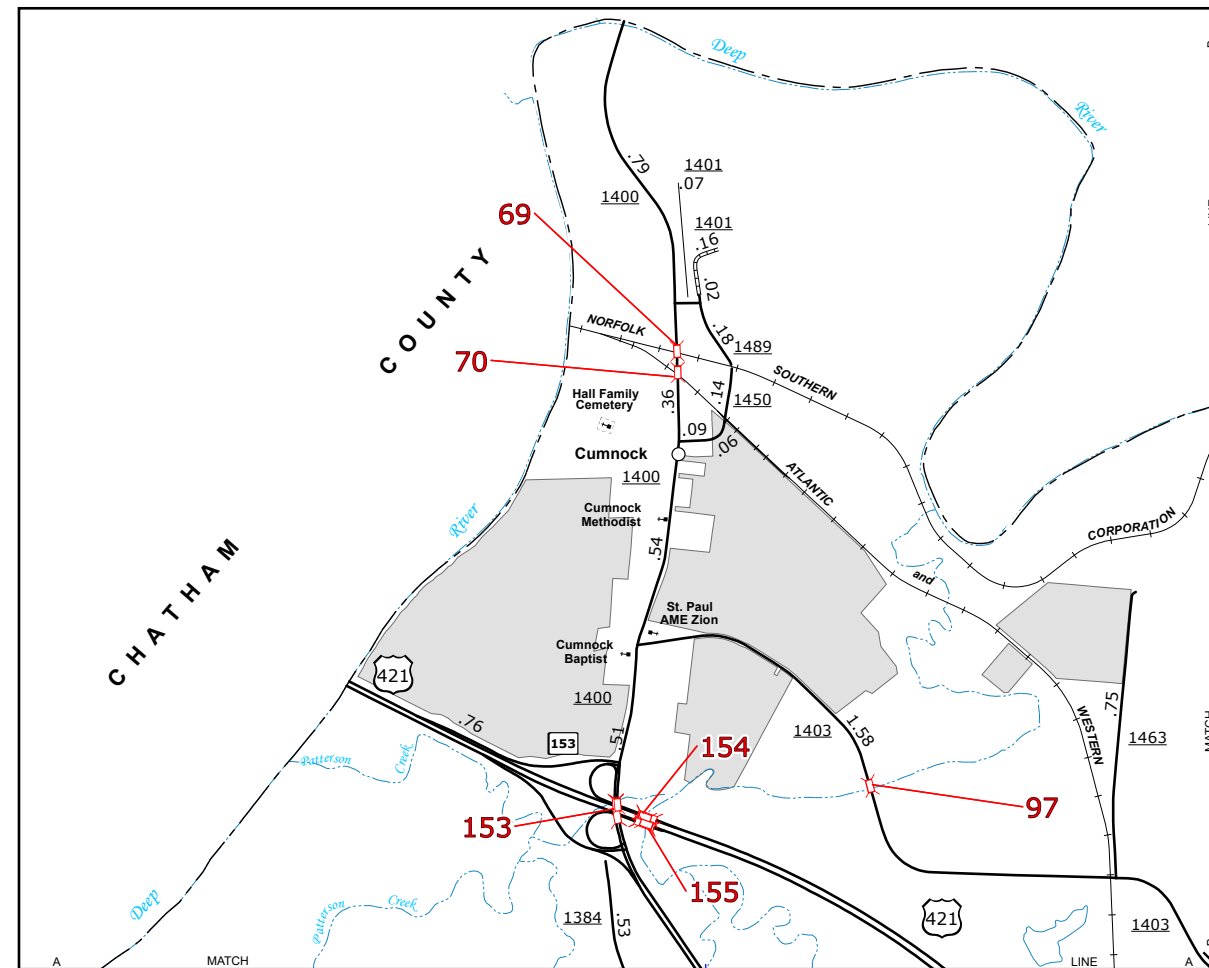 Deep
River
.79
1401
.07
1400
1401
.16
69
.02
COUNTY
NORFOLK
.18
1489
70
SOUTHERN
Hall Family
Cemetery
.36
.14
1450
.09
.06
Cumnock
1400
ATLANTIC
Cumnock
Methodist
River
CORPORATION
.54
CHATHAM
and
St. Paul
AME Zion
Cumnock
Baptist
421
1400
.76
.51
153
1403
1.58
.75
WESTERN
1463
MATCH
154
Patterson
Creek
153
97
155
Deep
Patterson
Creek
1384
.53
421
1403
A
MATCH
LINE
A